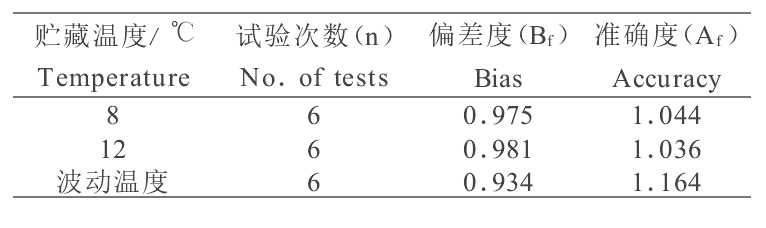 贮藏温度/ ℃ 试验次数(n) 偏差度(Bf) 准确度(Af)
Temperature No. of tests Bias Accuracy
8 6 0.975 1.044
12 6 0.981 1.036
波动温度 6 0.934 1.164